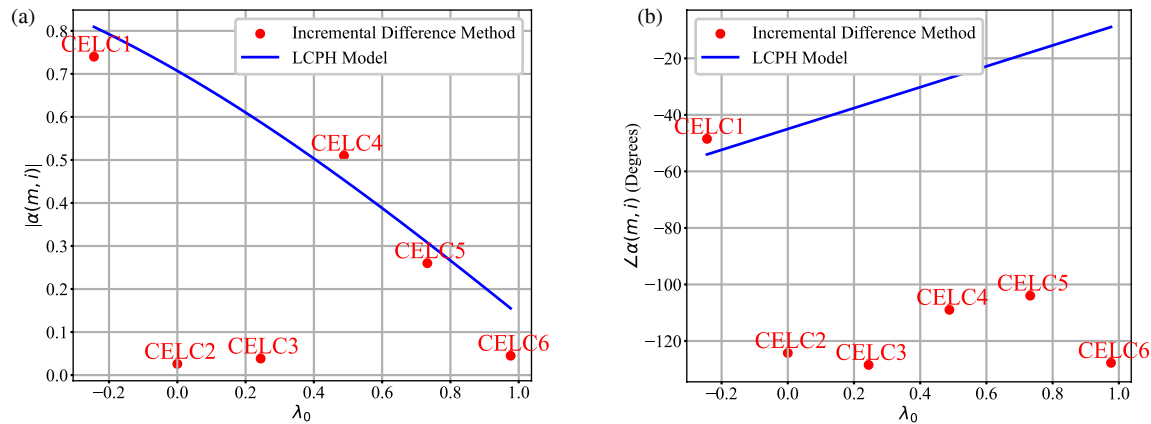 (a)
0.8
0.7
0.6
0.5
0.4
0.3
0.2
0.1
0.0
|α(m, i)|
CELC1
CELC2
CELC3
CELC4
CELC5
CELC6
Incremental Difference Method
LCPH Model
−0.2 0.0 0.2 0.4 0.6 0.8 1.0
λ₀
(b)
−20
−40
−60
−80
−100
−120
∠α(m, i) (Degrees)
Incremental Difference Method
LCPH Model
CELC1
CELC2
CELC3
CELC4
CELC5
CELC6
−0.2 0.0 0.2 0.4 0.6 0.8 1.0
λ₀